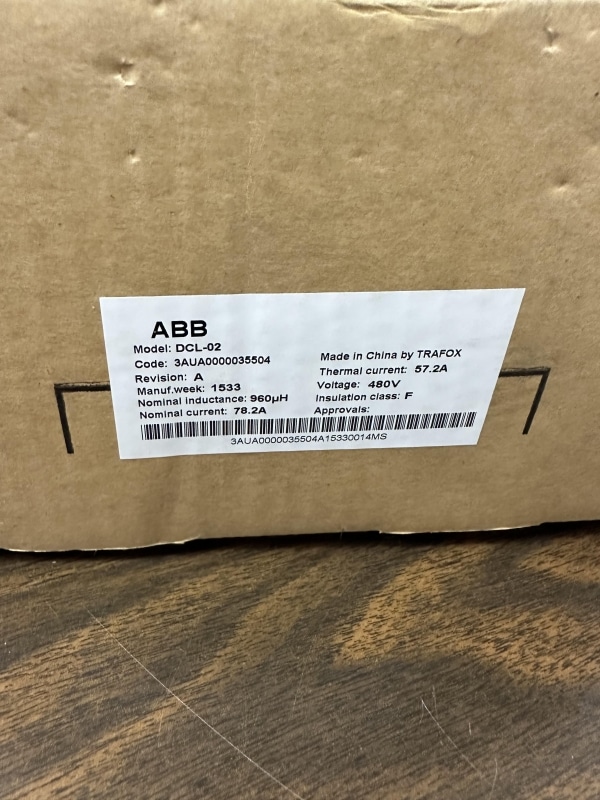 ABB
Model: DCL-02
Code: 3AUA0000035504
Revision: A
Manuf.week: 1533
Nominal inductance: 960µH
Nominal current: 78.2A
Made in China by TRAFOX
Thermal current: 57.2A
Voltage: 480V
Insulation class: F
Approvals:
3AUA0000035504A15330014MS